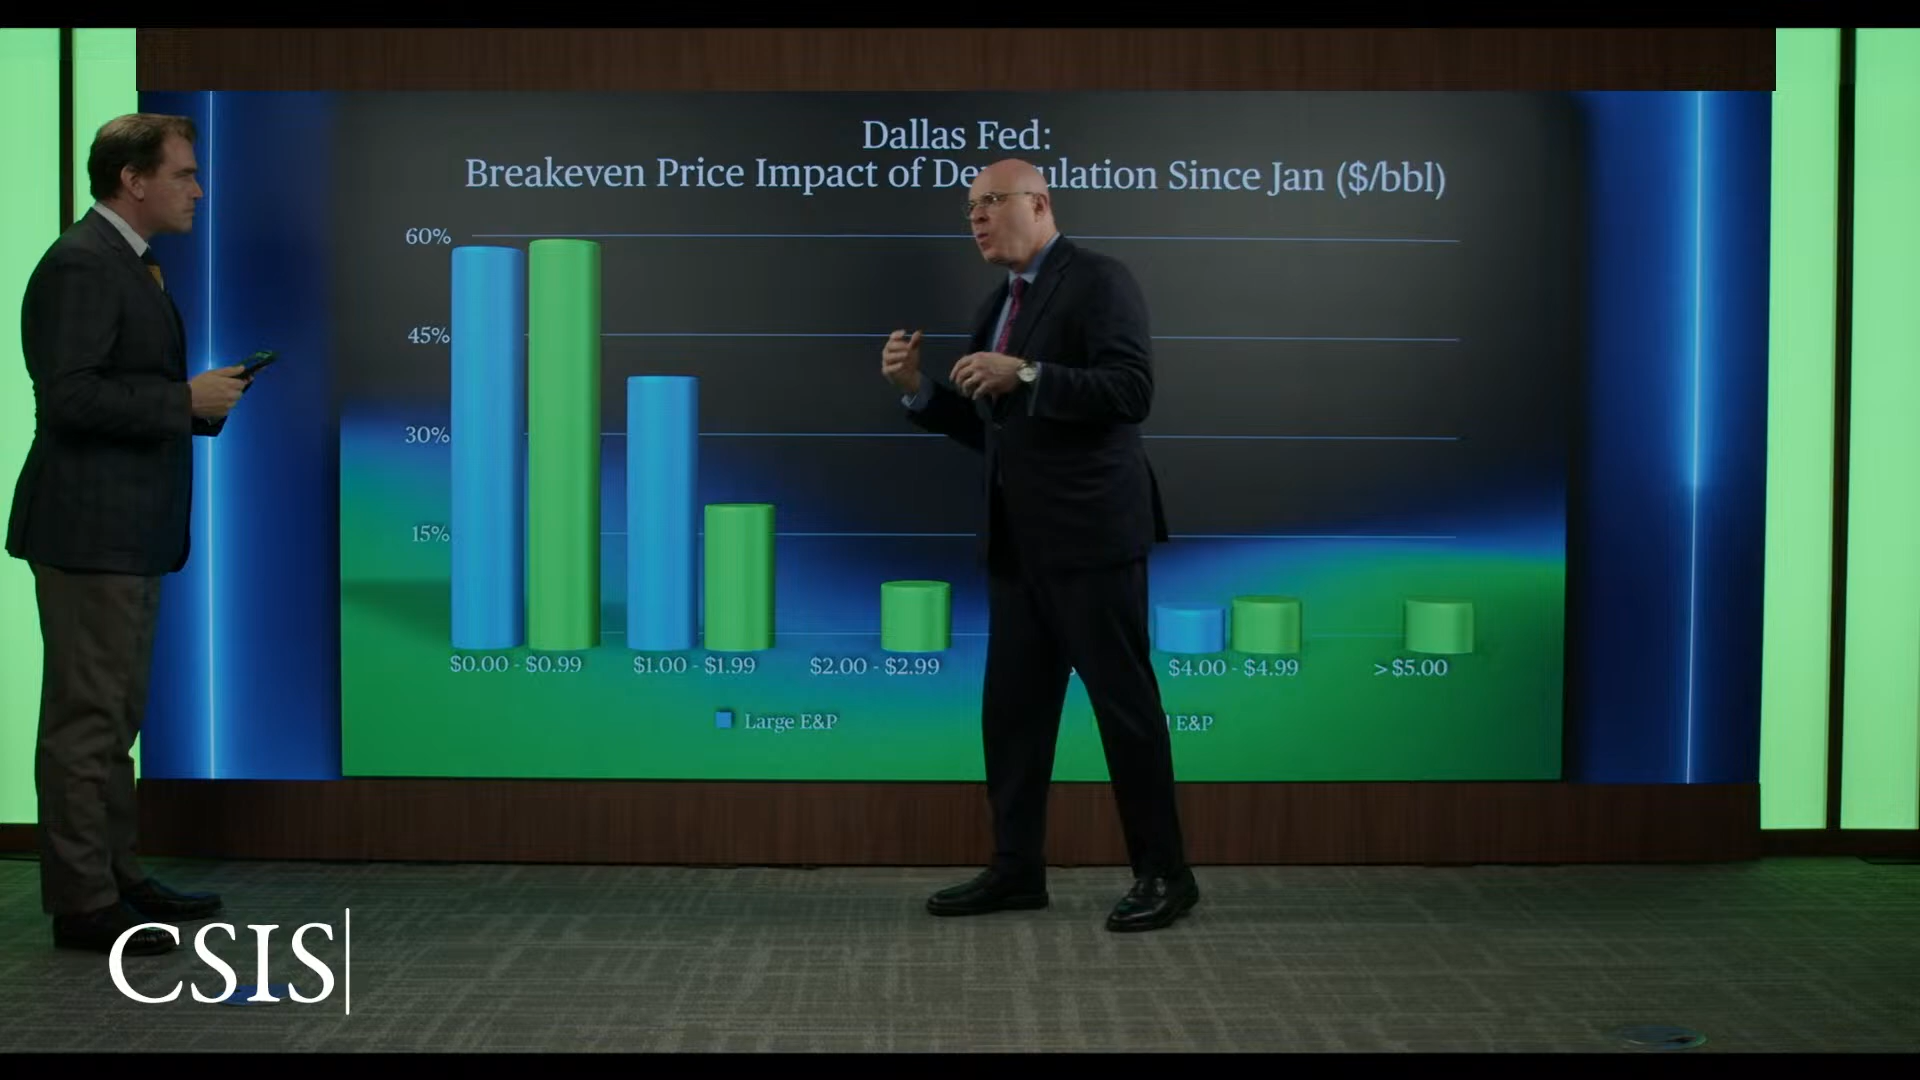 Dallas Fed:
Breakeven Price Impact of De ulation Since Jan ($/bbl)
60%
45%
30%
15%
$0.00 - $0.99 $1.00 - $1.99 $2.00 - $2.99 $4.00 - $4.99 > $5.00
Large E&P E&P
CSIS